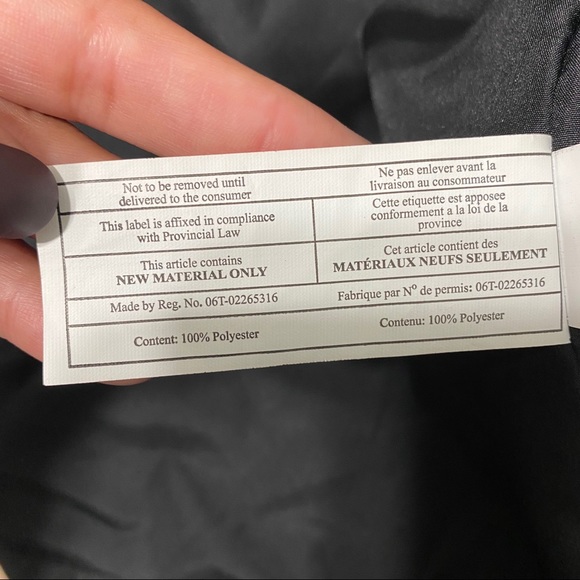 Not to be removed until
delivered to the consumer
Ne pas enlever avant la
livraison au consommateur
This label is affixed in compliance
with Provincial Law
Cette etiquette est apposee
conformement a la loi de la
province
This article contains
NEW MATERIAL ONLY
Cet article contient des
MATÉRIAUX NEUFS SEULEMENT
Made by Reg. No. 06T-02265316
Fabrique par Nº de permis: 06T-02265316
Content: 100% Polyester
Contenu: 100% Polyester